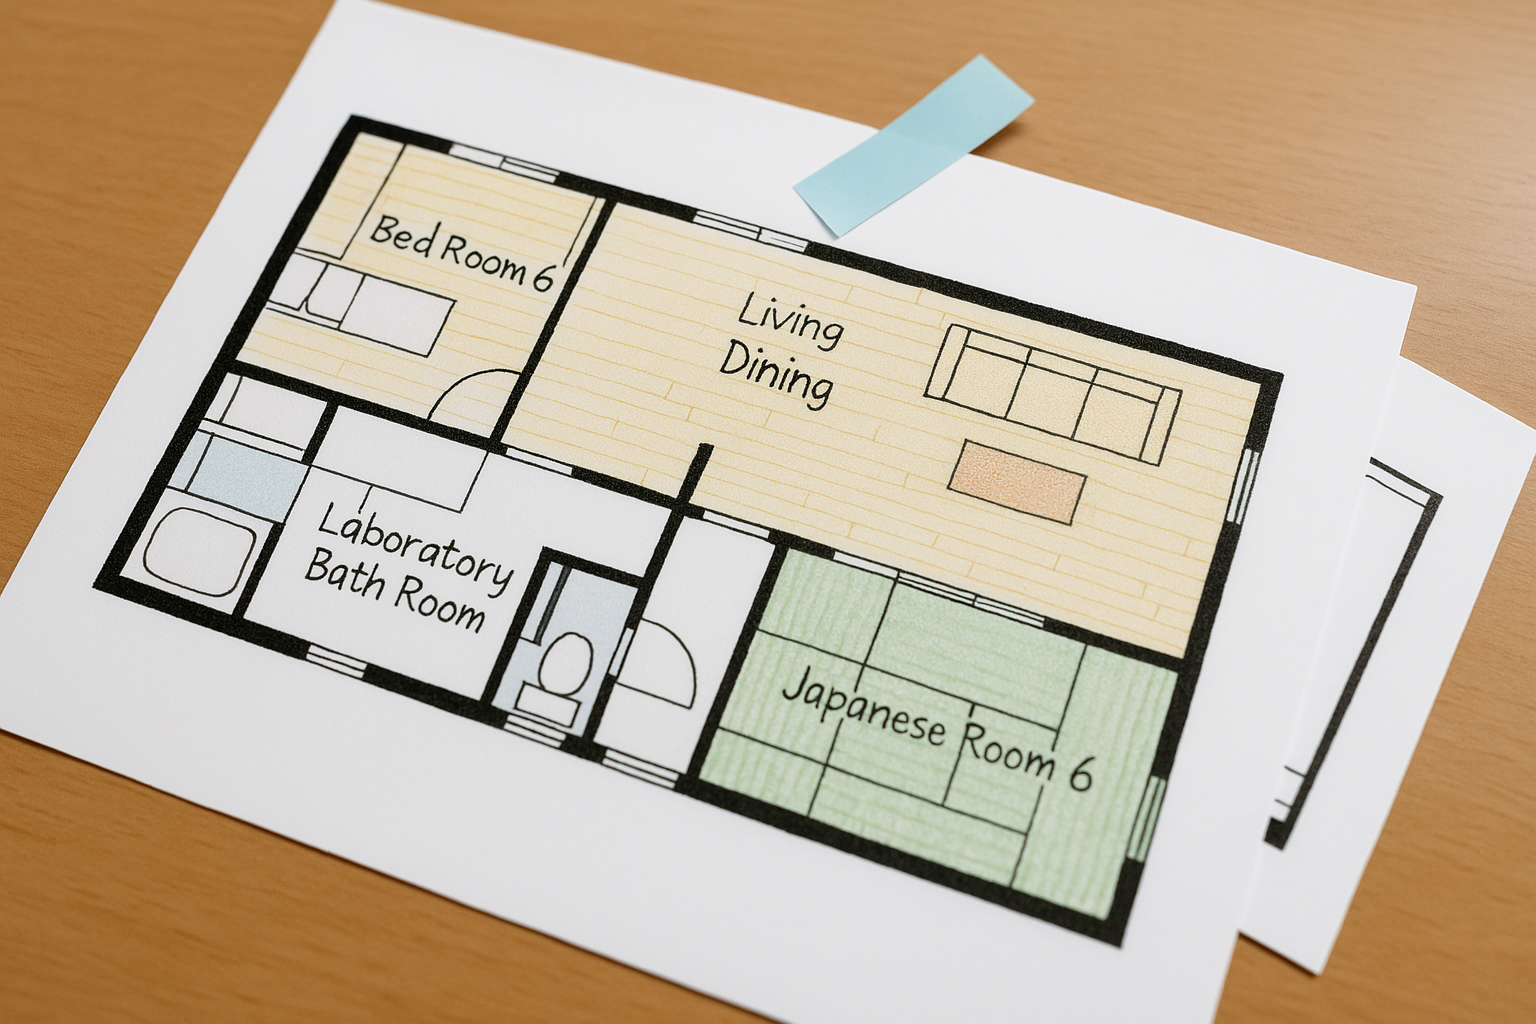 Bed Room 6
Living
Dining
Laboratory
Bath Room
Japanese Room 6